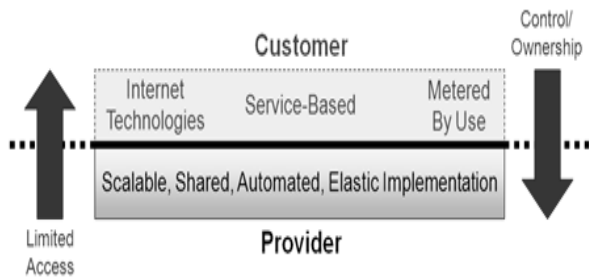 Control/
Ownership
Customer
Internet
Technologies
Service-Based
Metered
By Use
Scalable, Shared, Automated, Elastic Implementation
Limited
Access
Provider